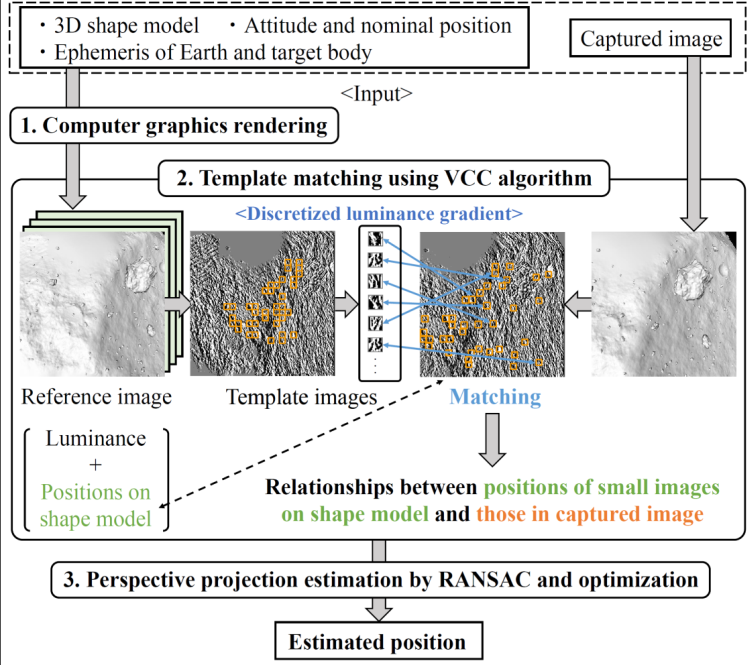 ・3D shape model ・Attitude and nominal position
・Ephemeris of Earth and target body
Captured image
<Input>
1. Computer graphics rendering
2. Template matching using VCC algorithm
<Discretized luminance gradient>
Reference image
Template images
Matching
Luminance
+
Positions on
shape model
Relationships between positions of small images
on shape model and those in captured image
3. Perspective projection estimation by RANSAC and optimization
Estimated position